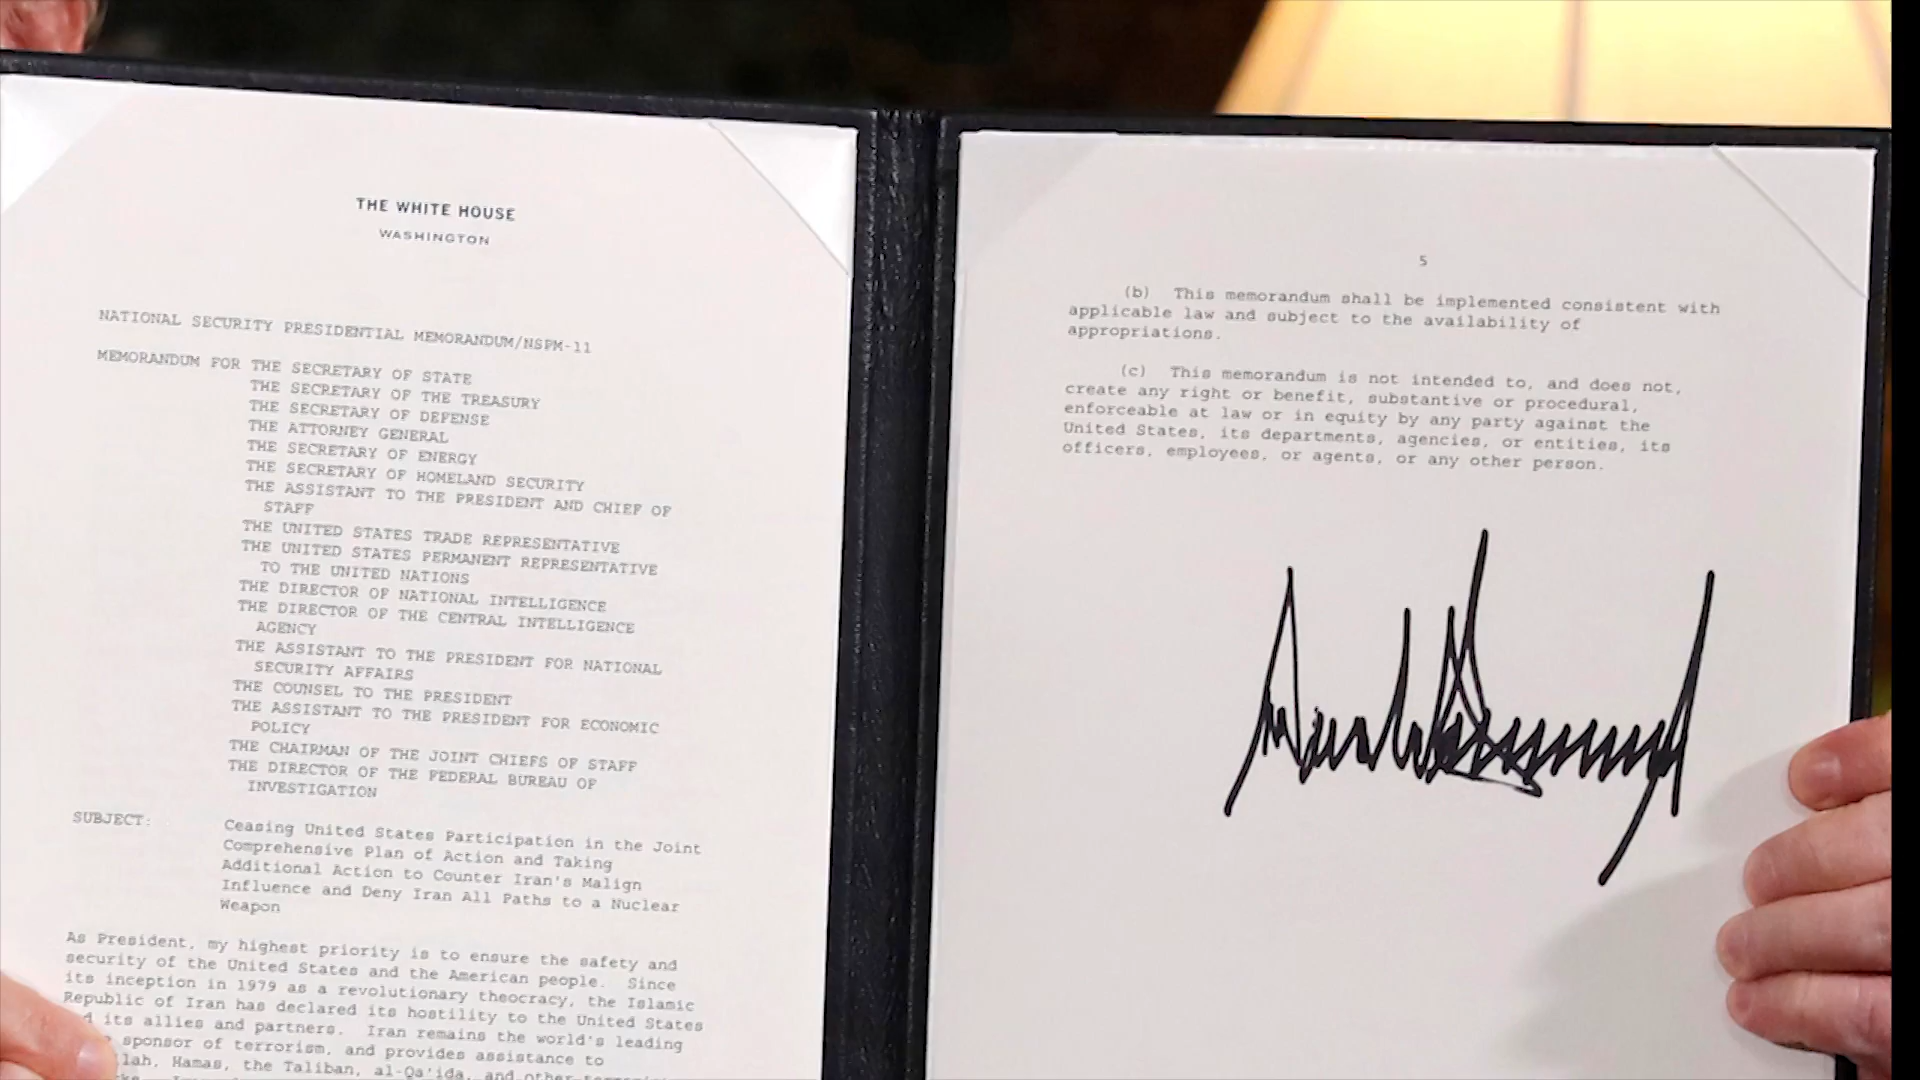 THE WHITE HOUSE
WASHINGTON
NATIONAL SECURITY PRESIDENTIAL MEMORANDUM/NSPM-11
MEMORANDUM FOR THE SECRETARY OF STATE
THE SECRETARY OF THE TREASURY
THE SECRETARY OF DEFENSE
THE ATTORNEY GENERAL
THE SECRETARY OF ENERGY
THE SECRETARY OF HOMELAND SECURITY
THE ASSISTANT TO THE PRESIDENT AND CHIEF OF
STAFF
THE UNITED STATES TRADE REPRESENTATIVE
THE UNITED STATES PERMANENT REPRESENTATIVE
TO THE UNITED NATIONS
THE DIRECTOR OF NATIONAL INTELLIGENCE
THE DIRECTOR OF THE CENTRAL INTELLIGENCE
AGENCY
THE ASSISTANT TO THE PRESIDENT FOR NATIONAL
SECURITY AFFAIRS
THE COUNSEL TO THE PRESIDENT
THE ASSISTANT TO THE PRESIDENT FOR ECONOMIC
POLICY
THE CHAIRMAN OF THE JOINT CHIEFS OF STAFF
THE DIRECTOR OF THE FEDERAL BUREAU OF
INVESTIGATION
SUBJECT: Ceasing United States Participation in the Joint
Comprehensive Plan of Action and Taking
Additional Action to Counter Iran's Malign
Influence and Deny Iran All Paths to a Nuclear
Weapon
As President, my highest priority is to ensure the safety and
security of the United States and the American people. Since
its inception in 1979 as a revolutionary theocracy, the Islamic
Republic of Iran has declared its hostility to the United States
its allies and partners. Iran remains the world's leading
sponsor of terrorism, and provides assistance to
Hamas, the Taliban, al-Qa'ida, and other
5
(b) This memorandum shall be implemented consistent with
applicable law and subject to the availability of
appropriations.
(c) This memorandum is not intended to, and does not,
create any right or benefit, substantive or procedural,
enforceable at law or in equity by any party against the
United States, its departments, agencies, or entities, its
officers, employees, or agents, or any other person.